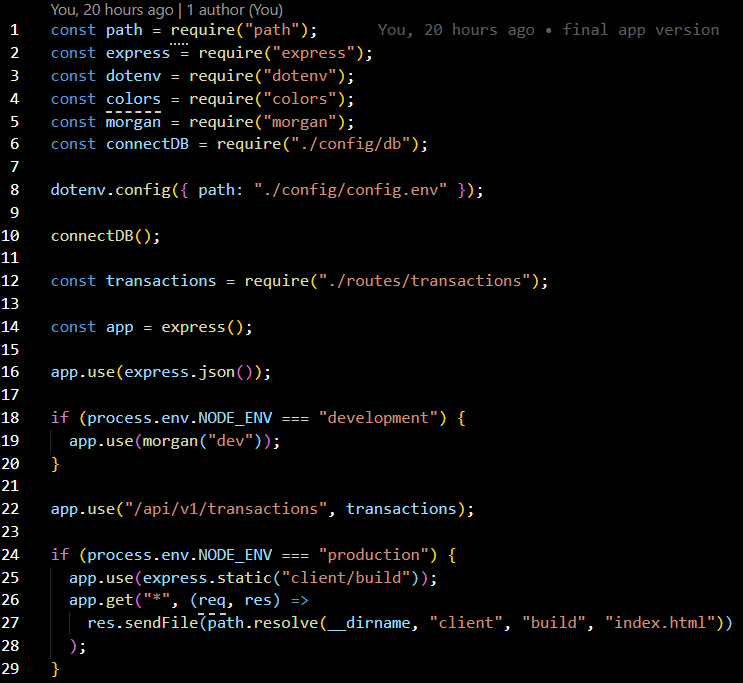 You, 20 hours ago | 1 author (You)
1 const path = require("path"); You, 20 hours ago • final app version
2 const express = require("express");
3 const dotenv = require("dotenv");
4 const colors = require("colors");
5 const morgan = require("morgan");
6 const connectDB = require("./config/db");
7
8 dotenv.config({ path: "./config/config.env" });
9
10 connectDB();
11
12 const transactions = require("./routes/transactions");
13
14 const app = express();
15
16 app.use(express.json());
17
18 if (process.env.NODE_ENV === "development") {
19   app.use(morgan("dev"));
20 }
21
22 app.use("/api/v1/transactions", transactions);
23
24 if (process.env.NODE_ENV === "production") {
25   app.use(express.static("client/build"));
26   app.get("*", (req, res) =>
27     res.sendFile(path.resolve(__dirname, "client", "build", "index.html"))
28   );
29 }